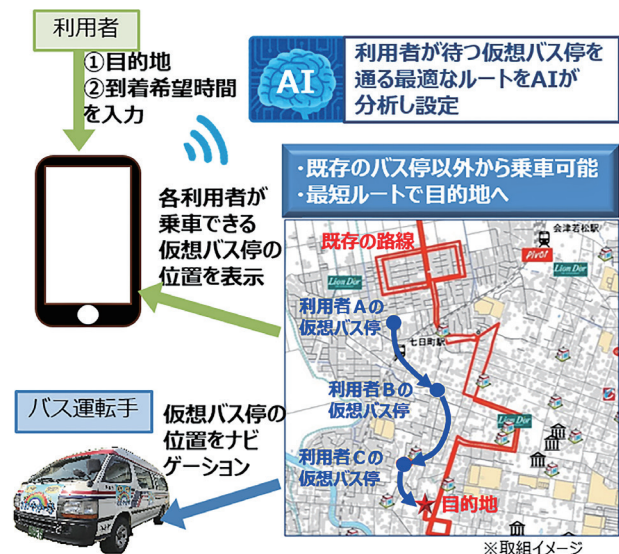 利用者
①目的地
②到着希望時間
を入力
AI
利用者が待つ仮想バス停を
通る最適なルートをAIが
分析し設定
・既存のバス停以外から乗車可能
・最短ルートで目的地へ
各利用者が
乗車できる
仮想バス停の
位置を表示
既存の路線
会津若松駅
Pivot
Lion Dor
Lion Dor
利用者Aの
仮想バス停
七日町駅
利用者Bの
仮想バス停
Lion Dor
利用者Cの
仮想バス停
目的地
バス運転手
仮想バス停の
位置をナビ
ゲーション
※取組イメージ